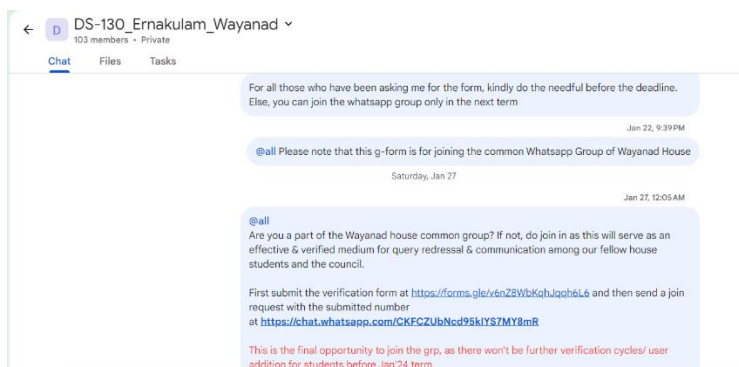 D DS-130_Ernakulam_Wayanad
103 members • Private
Chat Files Tasks
For all those who have been asking me for the form, kindly do the needful before the deadline.
Else, you can join the whatsapp group only in the next term
Jan 22, 9:39 PM
@all Please note that this g-form is for joining the common Whatsapp Group of Wayanad House
Saturday, Jan 27
Jan 27, 12:05 AM
@all
Are you a part of the Wayanad house common group? If not, do join in as this will serve as an
effective & verified medium for query redressal & communication among our fellow house
students and the council.
First submit the verification form at https://forms.gle/v6nZ8WbKqhJqqh6L6 and then send a join
request with the submitted number
at https://chat.whatsapp.com/CKFCZUbNcd95kIYS7MY8mR
This is the final opportunity to join the grp, as there won't be further verification cycles/ user
addition for students before Jan'24 term